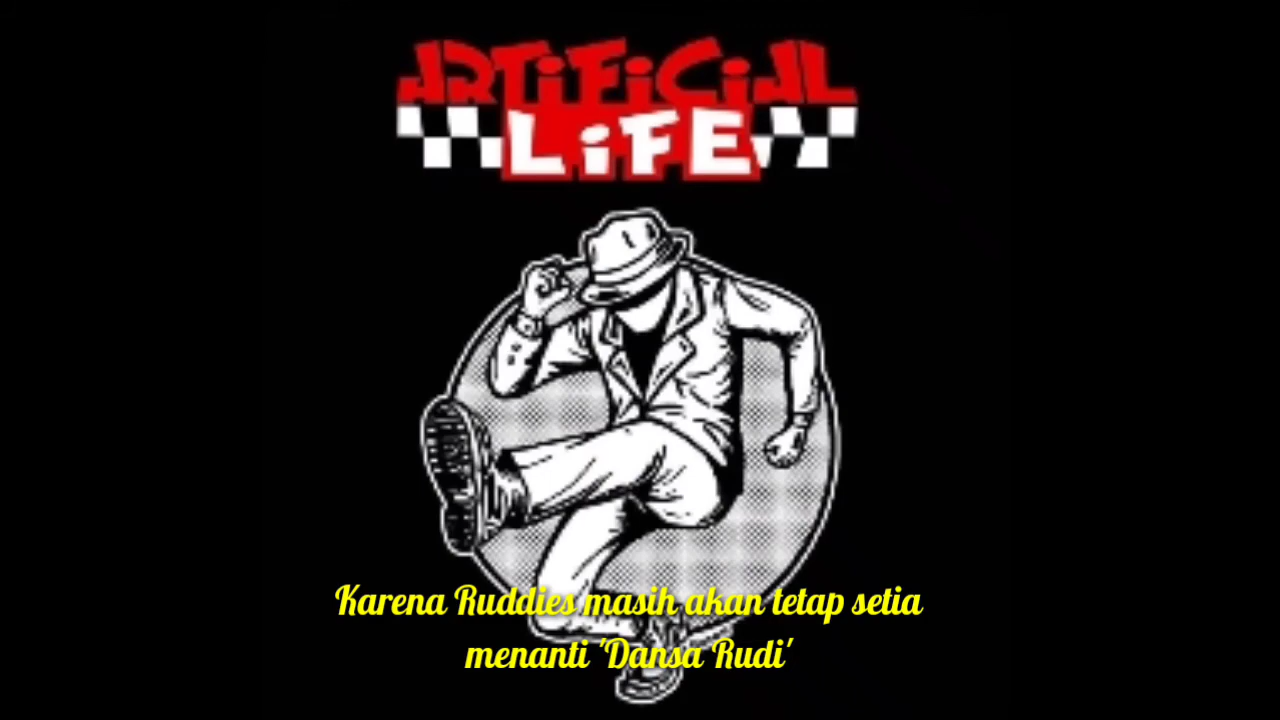 ARTiFiCiAL
LiFE
Karena Ruddies masih akan tetap setia
menanti 'Dansa Rudi'